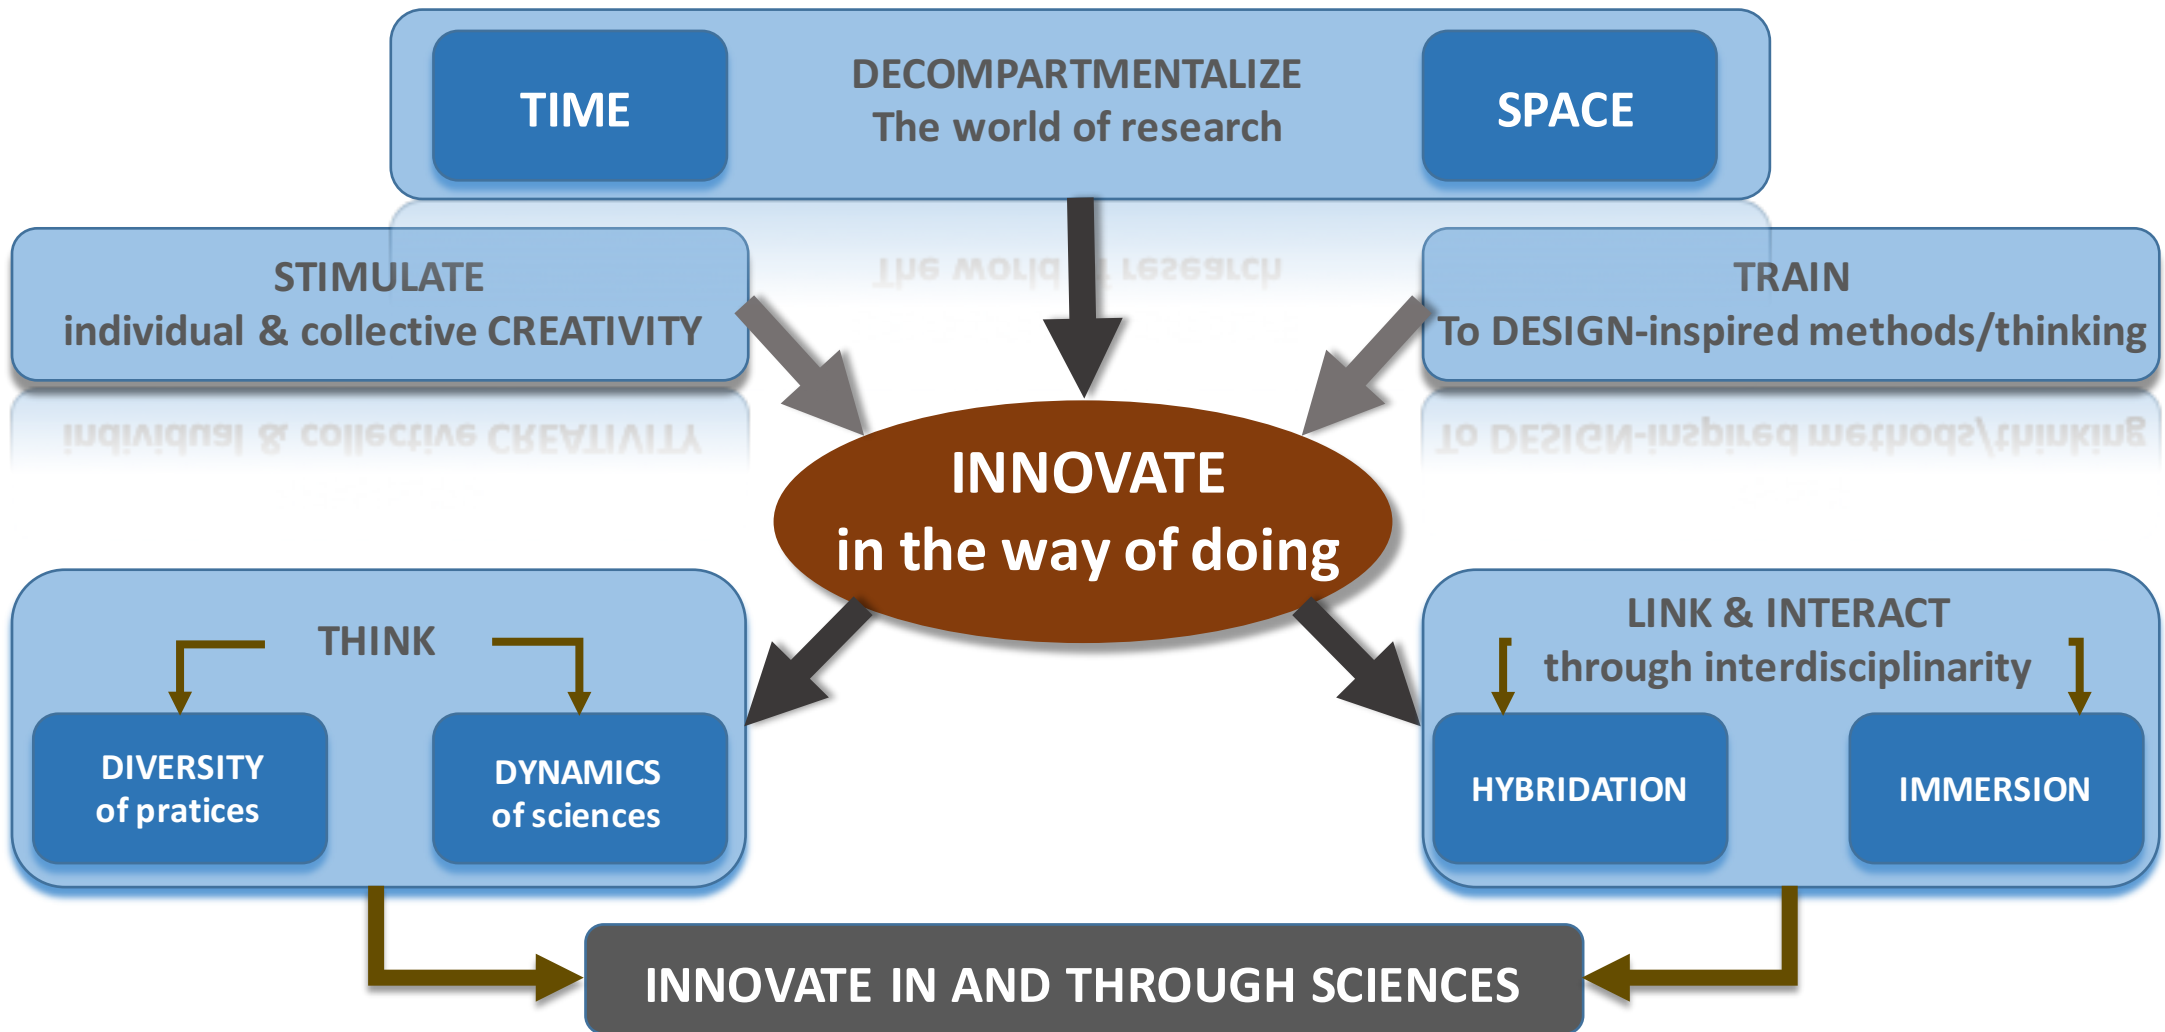 TIME
DECOMPARTMENTALIZE
The world of research
SPACE
STIMULATE
individual & collective CREATIVITY
TRAIN
To DESIGN-inspired methods/thinking
INNOVATE
in the way of doing
THINK
DIVERSITY
of pratices
DYNAMICS
of sciences
LINK & INTERACT
through interdisciplinarity
HYBRIDATION
IMMERSION
INNOVATE IN AND THROUGH SCIENCES